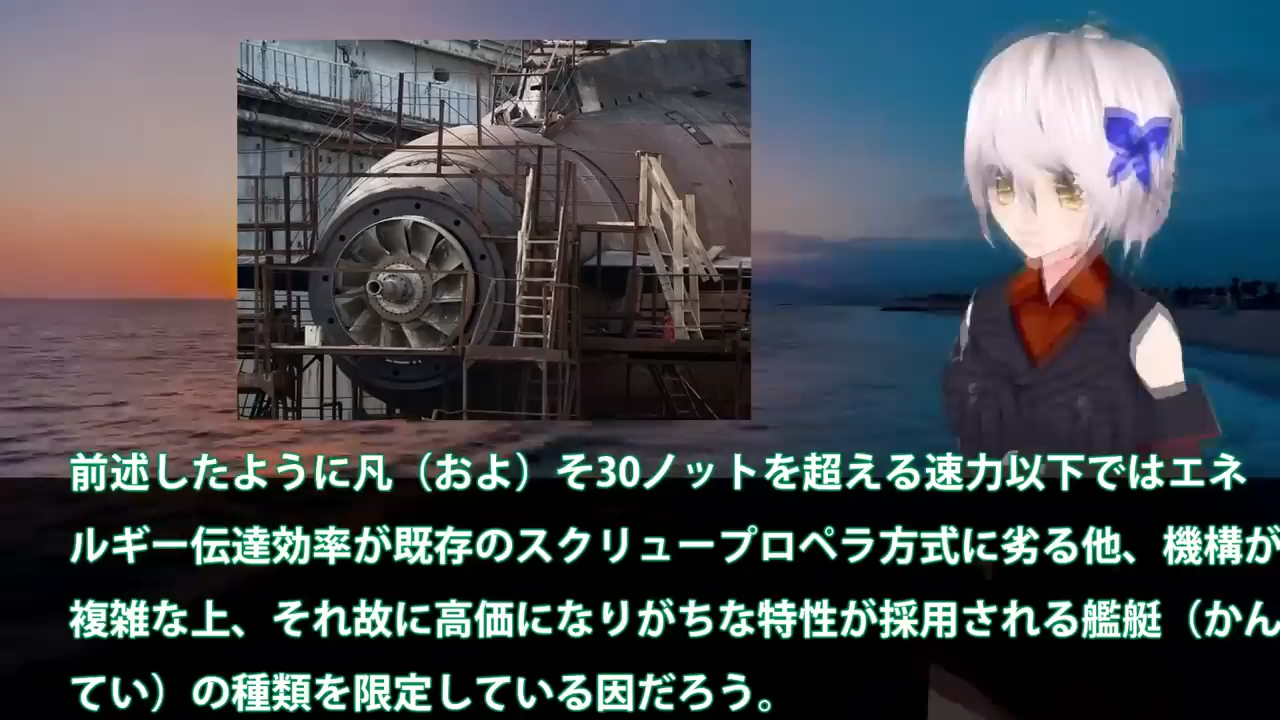 前述したように凡（およ）そ30ノットを超える速力以下ではエネ
ルギー伝達効率が既存のスクリュープロペラ方式に劣る他、機構が
複雑な上、それ故に高価になりがちな特性が採用される艦艇（かん
てい）の種類を限定している因だろう。